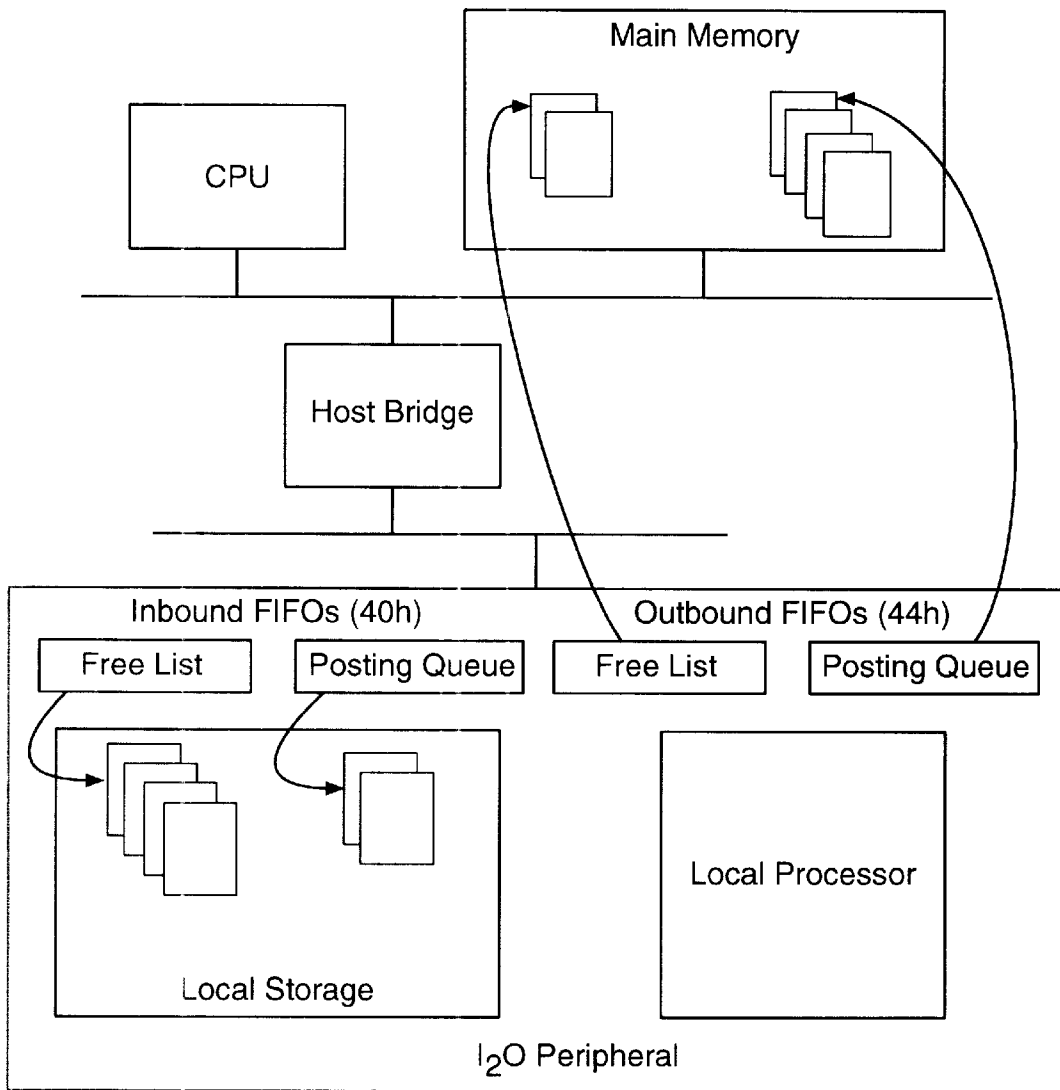 Main Memory
CPU
Host Bridge
Inbound FIFOs (40h)
Outbound FIFOs (44h)
Free List
Posting Queue
Free List
Posting Queue
Local Processor
Local Storage
I₂O Peripheral